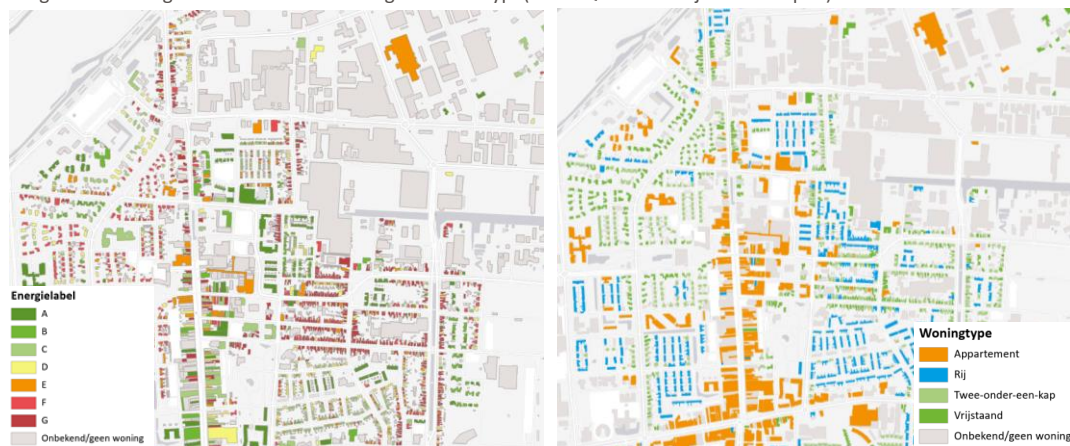 Energielabel
A
B
C
D
E
F
G
Onbekend/geen woning
Woningtype
Appartement
Rij
Twee-onder-een-kap
Vrijstaand
Onbekend/geen woning